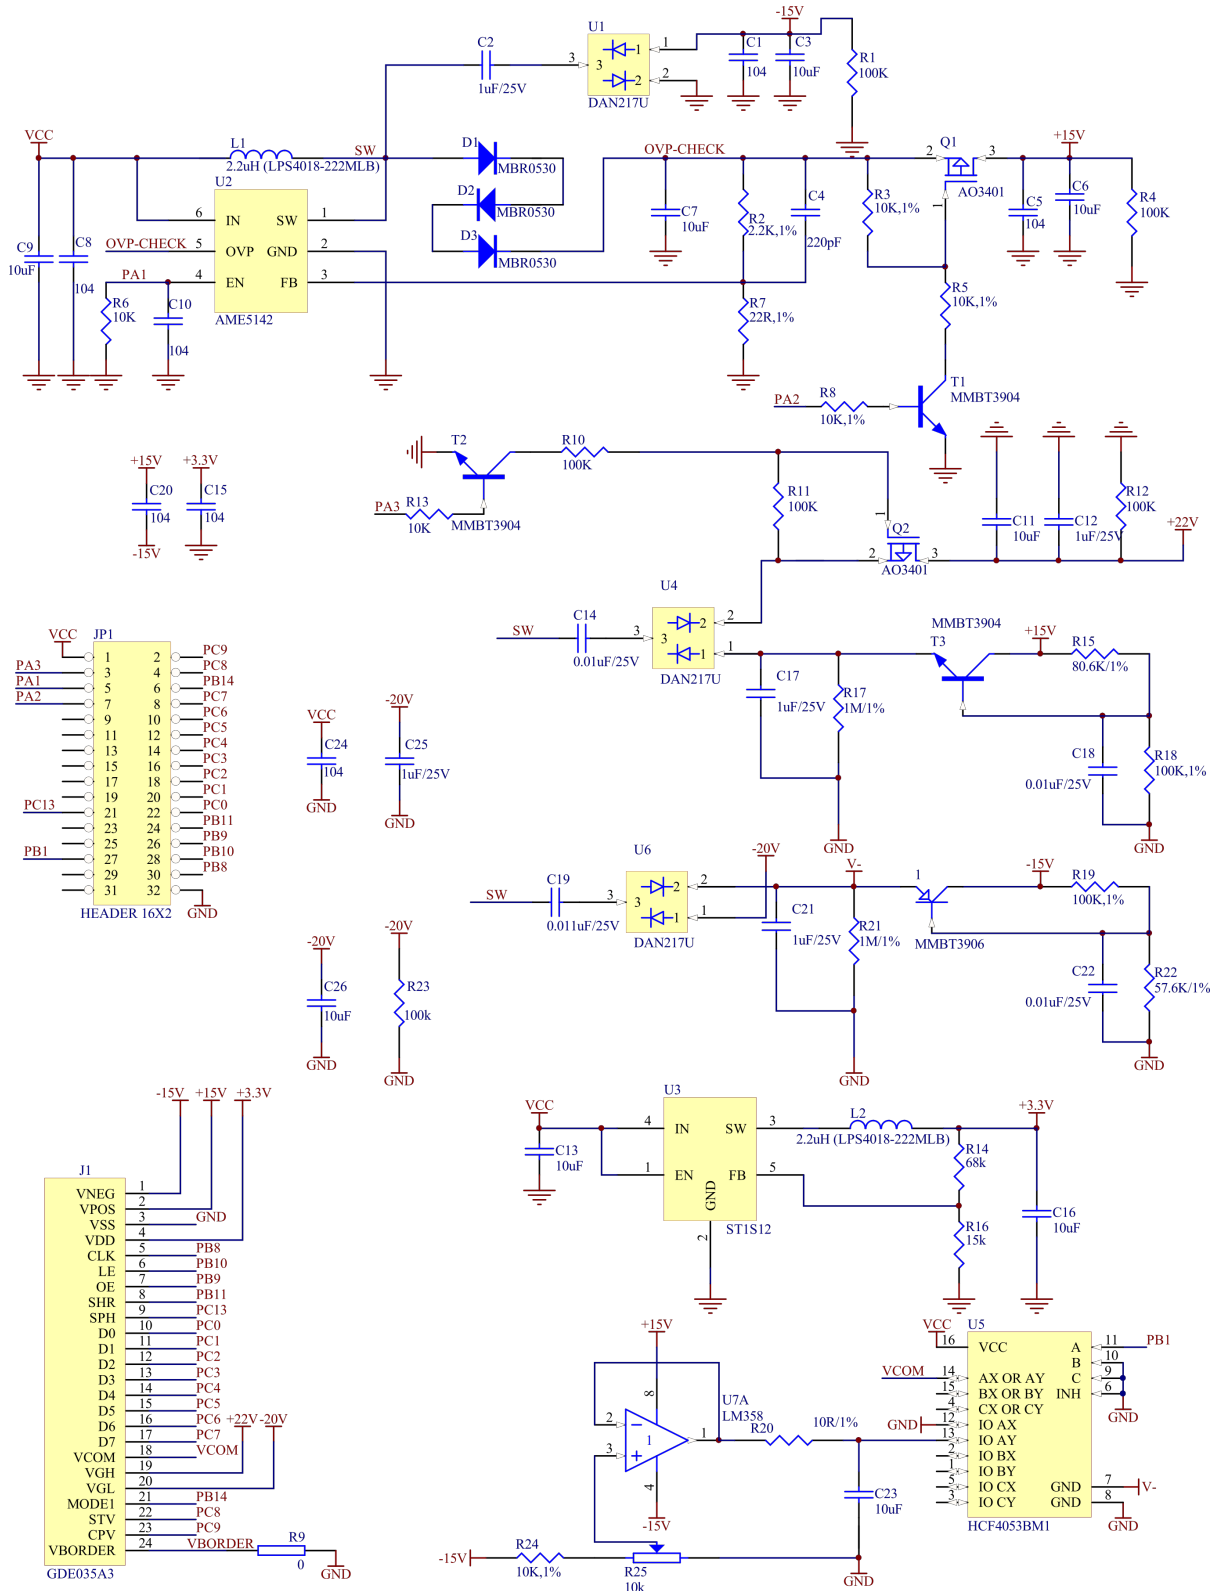 -15V
U1
C2
1uF/25V
3
3
1
2
1
2
DAN217U
C1
104
C3
10uF
R1
100K
VCC
L1
2.2uH (LPS4018-222MLB)
SW
D1
MBR0530
D2
MBR0530
D3
MBR0530
OVP-CHECK
Q1
2
3
1
AO3401
+15V
C5
104
C6
10uF
R4
100K
U2
6
IN
SW
1
OVP-CHECK
5
OVP
GND
2
PA1
4
EN
FB
3
AME5142
C9
10uF
C8
104
R6
10K
C10
104
C7
10uF
R2
2.2K,1%
C4
220pF
R3
10K,1%
R7
22R,1%
R5
10K,1%
PA2
R8
10K,1%
T1
MMBT3904
+15V
C20
104
-15V
+3.3V
C15
104
T2
R10
100K
PA3
R13
10K
MMBT3904
R11
100K
1
Q2
2
3
AO3401
C11
10uF
C12
1uF/25V
R12
100K
+22V
U4
SW
C14
0.01uF/25V
3
3
2
1
2
1
DAN217U
C17
1uF/25V
R17
1M/1%
GND
MMBT3904
T3
+15V
R15
80.6K/1%
C18
0.01uF/25V
R18
100K,1%
GND
JP1
VCC
1 2 PC9
PA3 3 4 PC8
PA1 5 6 PB14
PA2 7 8 PC7
9 10 PC6
11 12 PC5
13 14 PC4
15 16 PC3
17 18 PC2
19 20 PC1
PC13 21 22 PC0
23 24 PB11
25 26 PB9
PB1 27 28 PB10
29 30 PB8
31 32
HEADER 16X2
GND
VCC
C24
104
GND
-20V
C25
1uF/25V
GND
U6
SW
C19
0.011uF/25V
3
3
2
1
2
1
DAN217U
-20V
C21
1uF/25V
V-
R21
1M/1%
GND
1
MMBT3906
-15V
R19
100K,1%
C22
0.01uF/25V
R22
57.6K/1%
GND
-20V
C26
10uF
GND
-20V
R23
100k
GND
-15V
+15V
+3.3V
J1
VNEG 1
VPOS 2
VSS 3 GND
VDD 4
CLK 5 PB8
LE 6 PB10
OE 7 PB9
SHR 8 PB11
SPH 9 PC13
D0 10 PC0
D1 11 PC1
D2 12 PC2
D3 13 PC3
D4 14 PC4
D5 15 PC5
D6 16 PC6 +22V -20V
D7 17 PC7
VCOM 18 VCOM
VGH 19
VGL 20
MODE1 21 PB14
STV 22 PC8
CPV 23 PC9
VBORDER 24 VBORDER
R9
0
GND
GDE035A3
U3
VCC
C13
10uF
4
IN
SW
3
1
EN
FB
5
GND
2
ST1S12
L2
2.2uH (LPS4018-222MLB)
+3.3V
R14
68k
R16
15k
C16
10uF
+15V
8
U7A
LM358
2
3
1
1
4
-15V
R20
10R/1%
C23
10uF
-15V
R24
10K,1%
R25
10k
GND
U5
VCC
16 VCC A 11 PB1
B 10
VCOM 14 AX OR AY C 9
15 BX OR BY INH 6
4 CX OR CY
GND
GND 12 IO AX
13 IO AY
2 IO BX
1 IO BY
5 IO CX GND 7 V-
3 IO CY GND 8
HCF4053BM1
GND